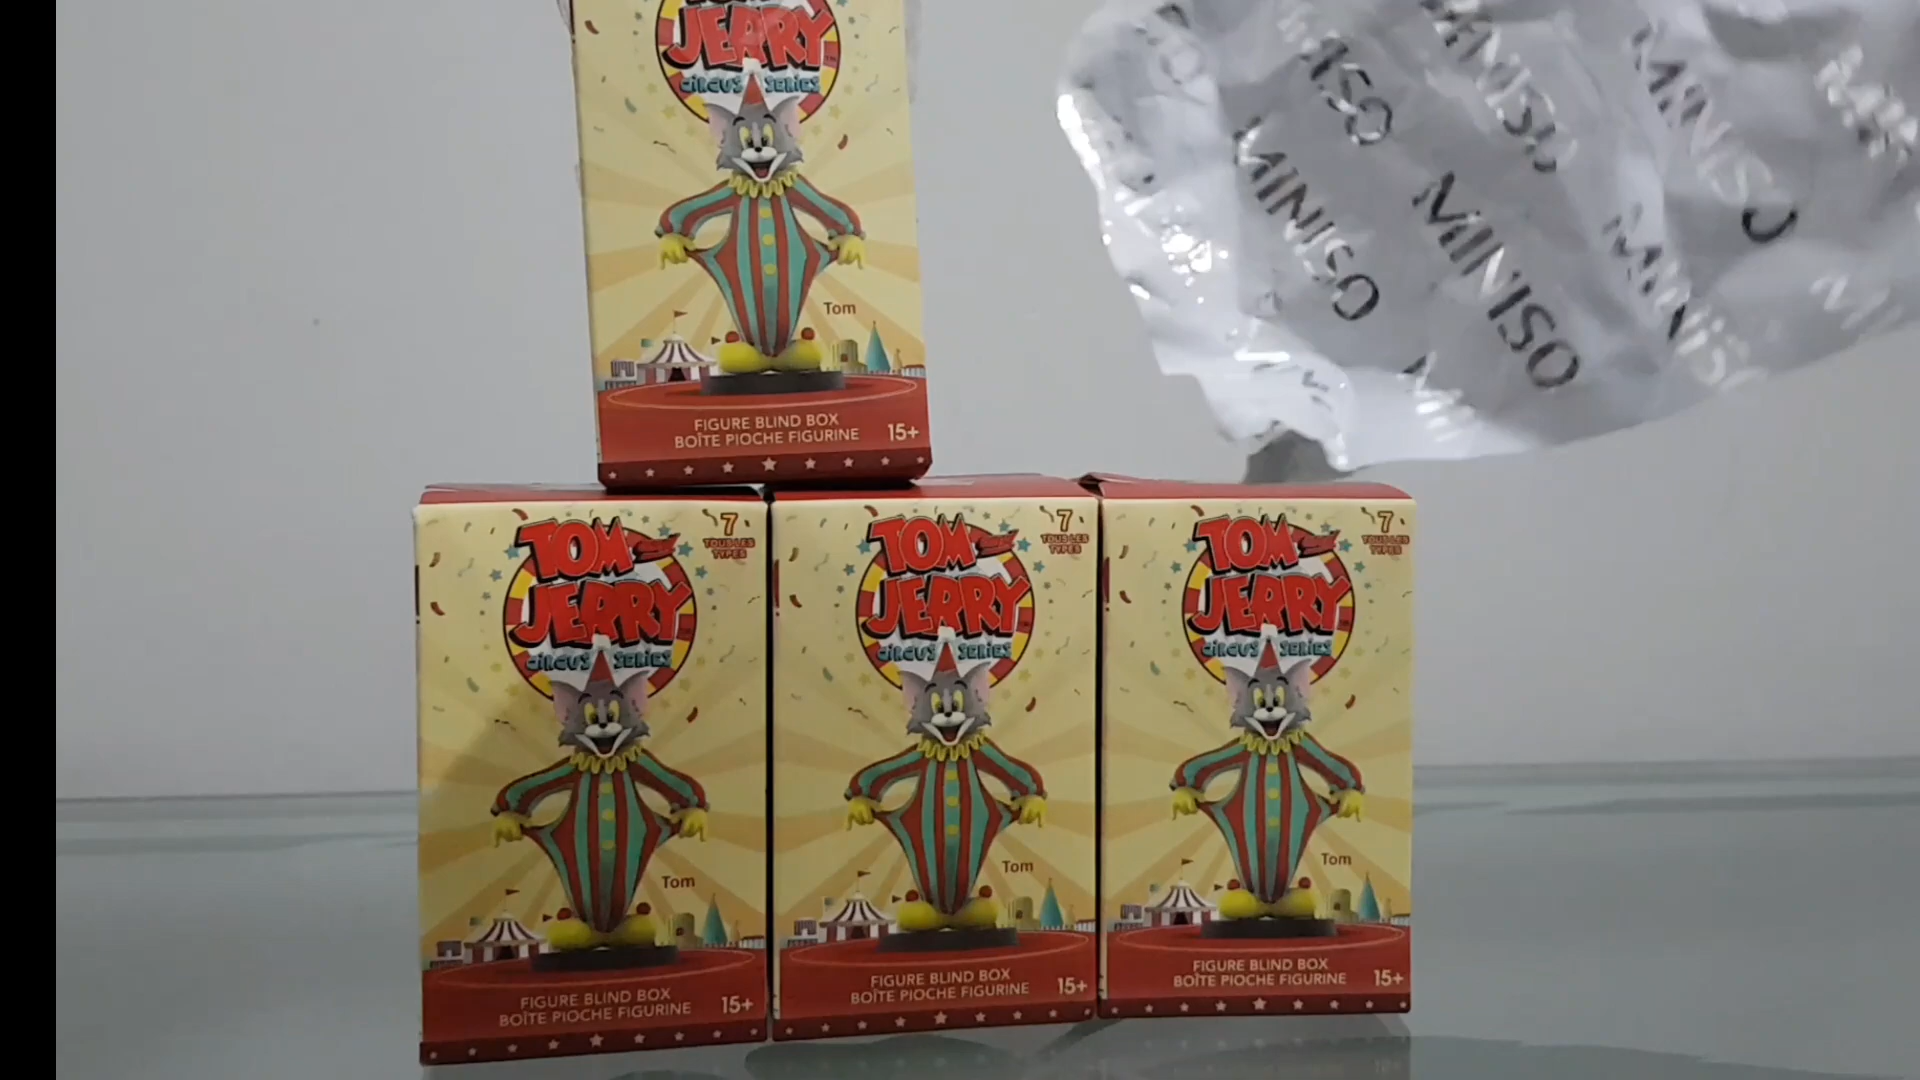 JERRY
CIRCUS SERIES
Tom
FIGURE BLIND BOX
BOÎTE PIOCHE FIGURINE
15+
MINISO
MINISO
MINISO
MINISO
TOM
JERRY
CIRCUS SERIES
7
TOUS LES
TYPES
Tom
FIGURE BLIND BOX
BOÎTE PIOCHE FIGURINE
15+
TOM
JERRY
CIRCUS SERIES
7
TOUS LES
TYPES
Tom
FIGURE BLIND BOX
BOÎTE PIOCHE FIGURINE
15+
TOM
JERRY
CIRCUS SERIES
7
TOUS LES
TYPES
Tom
FIGURE BLIND BOX
BOÎTE PIOCHE FIGURINE
15+